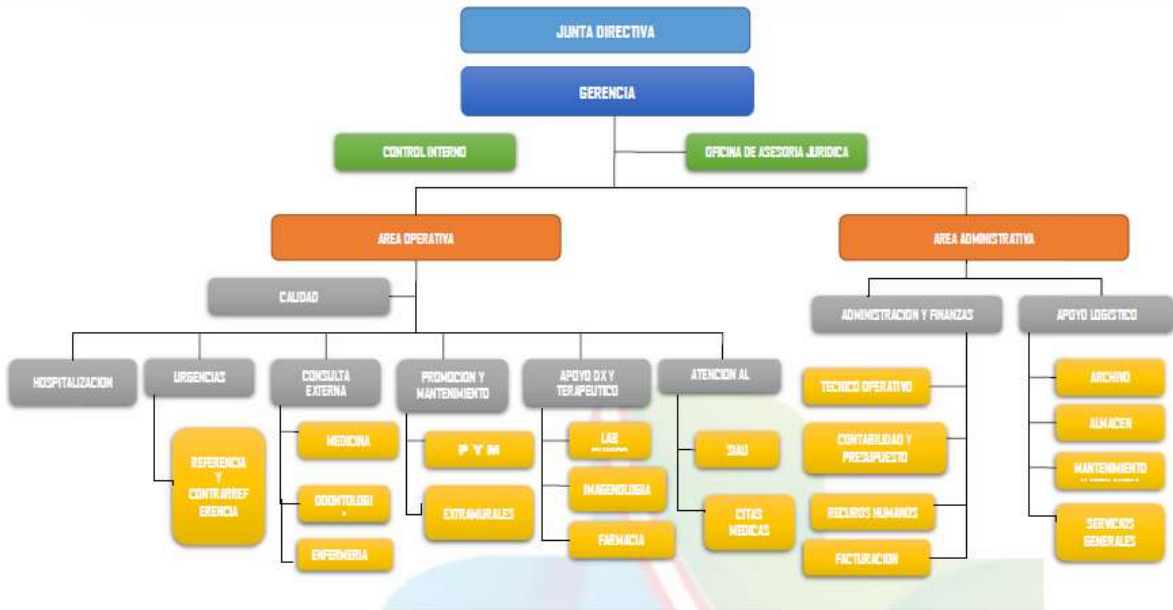 JUNTA DIRECTIVA
GERENCIA
CONTROL INTERNO
OFICINA DE ASESORIA JURIDICA
AREA OPERATIVA
AREA ADMINISTRATIVA
CALIDAD
ADMINISTRACION Y FINANZAS
APOYO LOGISTICO
HOSPITALIZACION
URGENCIAS
CONSULTA
EXTERNA
PROMOCION Y
MANTENIMIENTO
APOYO DX Y
TERAPEUTICO
ATENCION AL
REFERENCIA
Y
CONTRARREF
ERENCIA
MEDICINA
ODONTOLOGI
ENFERMERIA
P Y M
EXTRAMURALES
LAB
IMAGENOLOGIA
FARMACIA
SIAU
CITAS
MEDICAS
TECNICO OPERATIVO
CONTABILIDAD Y
PRESUPUESTO
RECUROS HUMANOS
FACTURACION
ARCHIVO
ALMACEN
MANTENIMIENTO
SERVICIOS
GENERALES